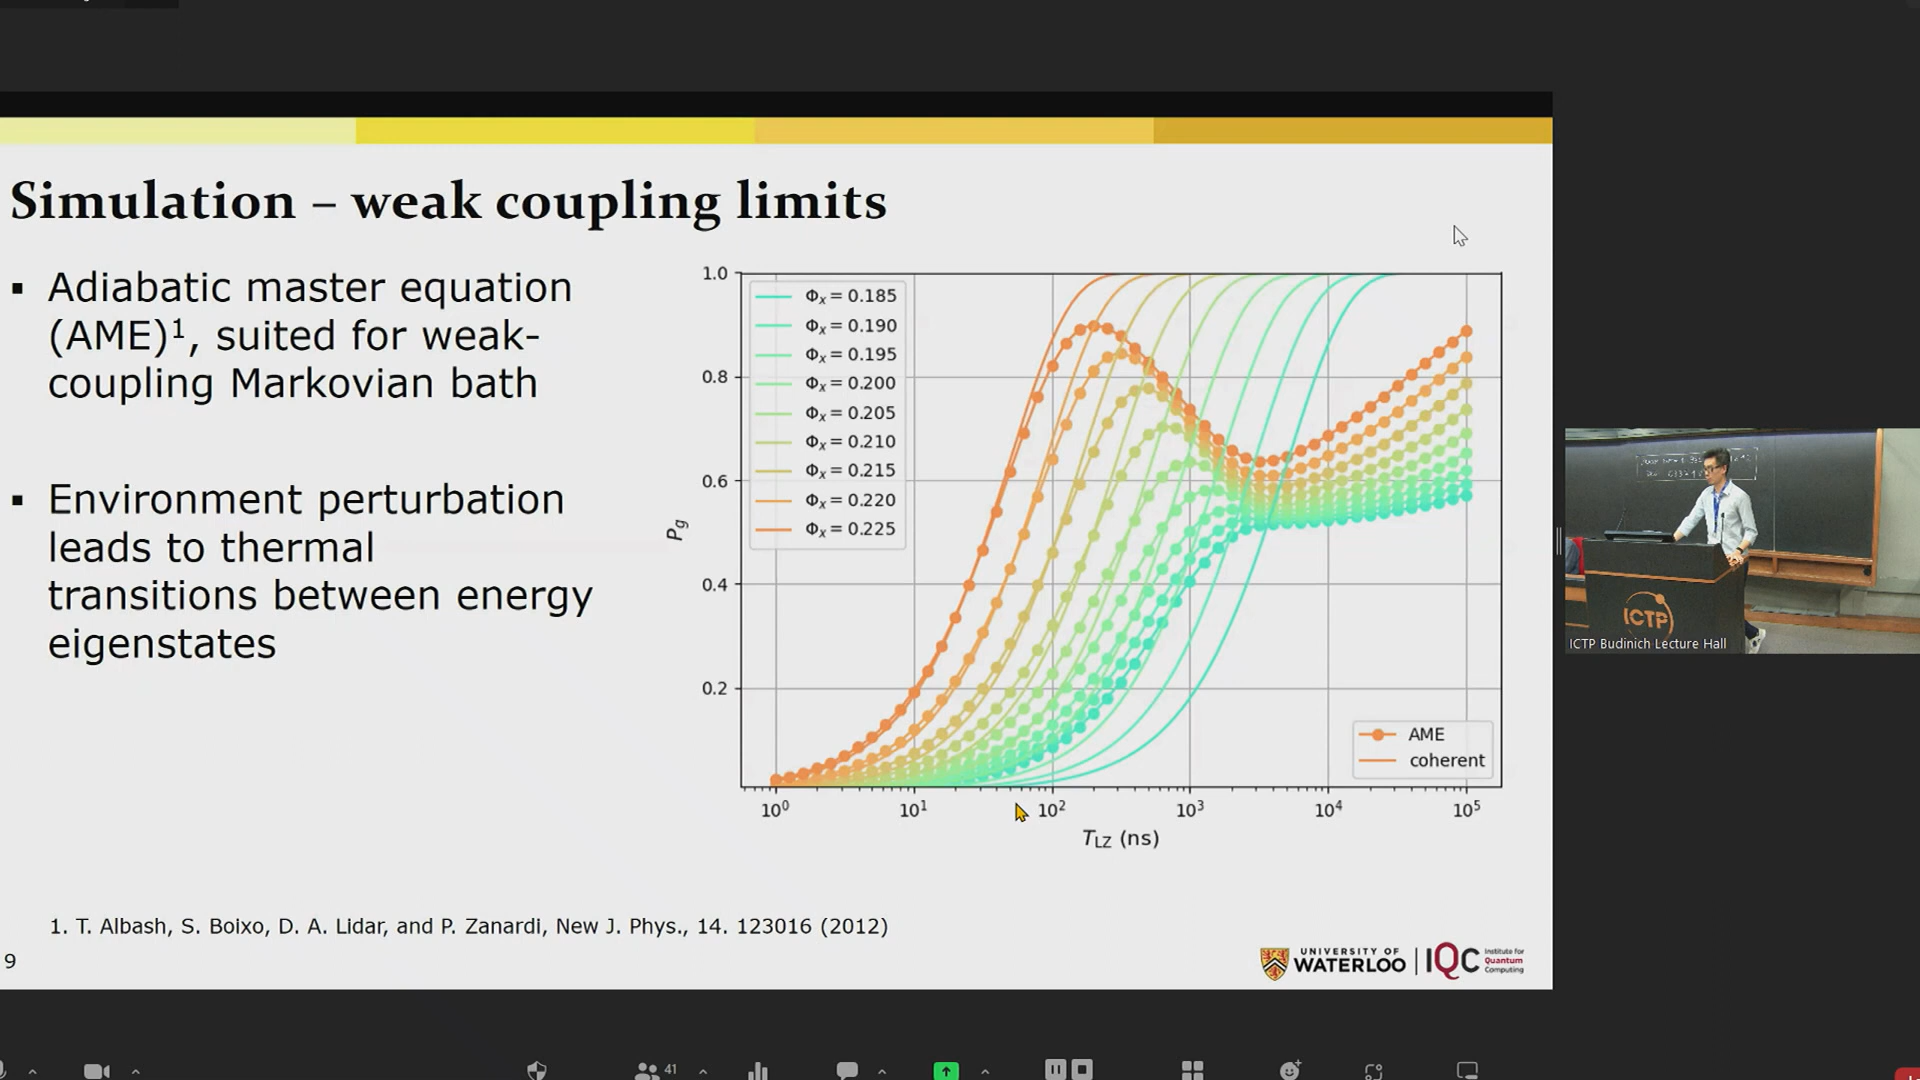 Simulation – weak coupling limits
▪ Adiabatic master equation
(AME)¹, suited for weak-
coupling Markovian bath
▪ Environment perturbation
leads to thermal
transitions between energy
eigenstates
1.0
0.8
0.6
0.4
0.2
P_g
Φₓ = 0.185
Φₓ = 0.190
Φₓ = 0.195
Φₓ = 0.200
Φₓ = 0.205
Φₓ = 0.210
Φₓ = 0.215
Φₓ = 0.220
Φₓ = 0.225
AME
coherent
10⁰ 10¹ 10² 10³ 10⁴ 10⁵
T_LZ (ns)
1. T. Albash, S. Boixo, D. A. Lidar, and P. Zanardi, New J. Phys., 14. 123016 (2012)
9
UNIVERSITY OF
WATERLOO
IQC
Institute for
Quantum
Computing
ICTP
ICTP Budinich Lecture Hall
41